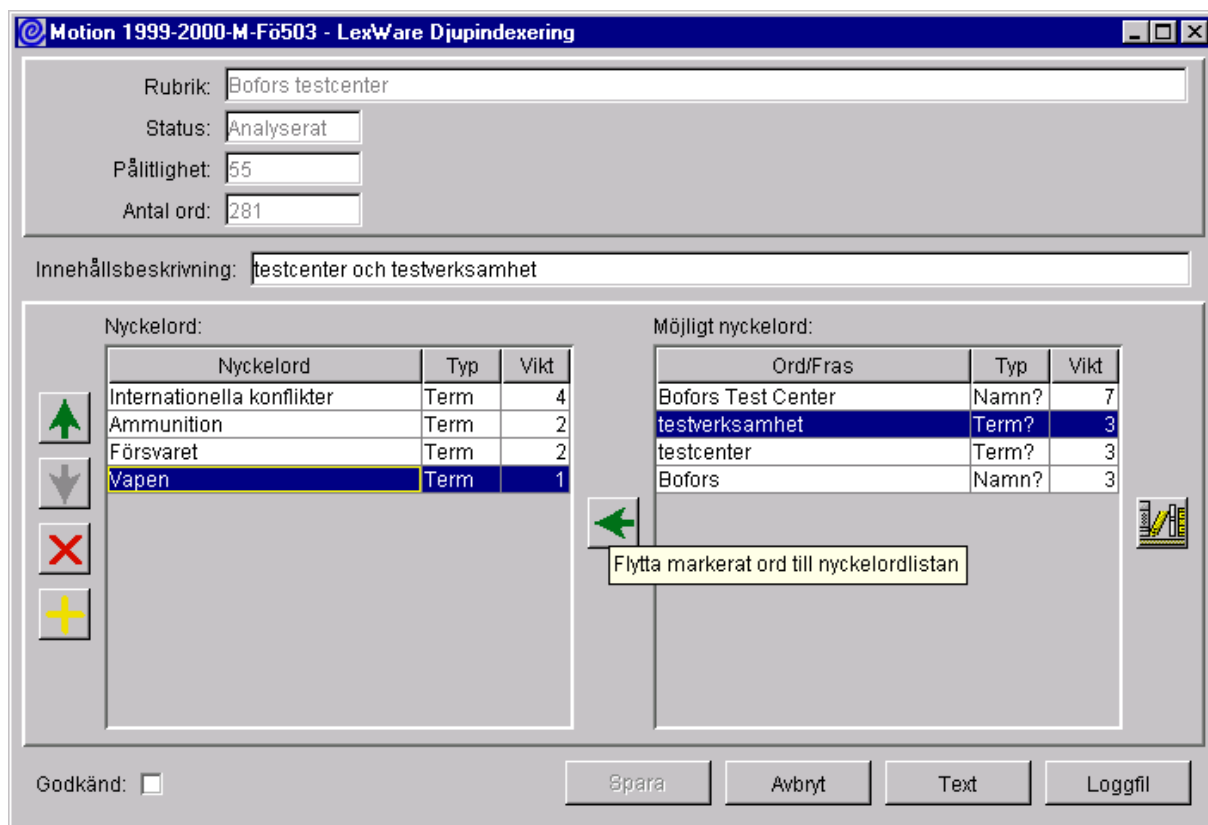 Motion 1999-2000-M-Fö503 - LexWare Djupindexering
Rubrik: Bofors testcenter
Status: Analyserat
Pålitlighet: 55
Antal ord: 281
Innehållsbeskrivning: testcenter och testverksamhet
Nyckelord:
Nyckelord Typ Vikt
Internationella konflikter Term 4
Ammunition Term 2
Försvaret Term 2
Vapen Term 1
Möjligt nyckelord:
Ord/Fras Typ Vikt
Bofors Test Center Namn? 7
testverksamhet Term? 3
testcenter Term? 3
Bofors Namn? 3
Flytta markerat ord till nyckelordlistan
Godkänd:
Spara Avbryt Text Loggfil